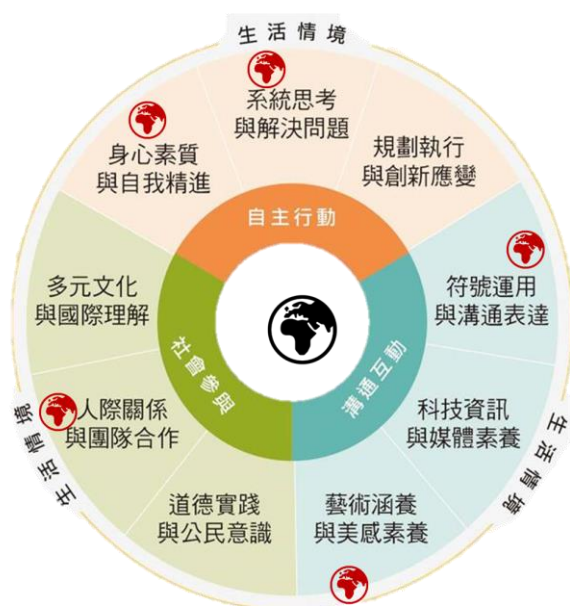 生活情境
系統思考
與解決問題
身心素質
與自我精進
規劃執行
與創新應變
自主行動
多元文化
與國際理解
符號運用
與溝通表達
社會參與
溝通互動
人際關係
與團隊合作
科技資訊
與媒體素養
生活情境
生活情境
道德實踐
與公民意識
藝術涵養
與美感素養